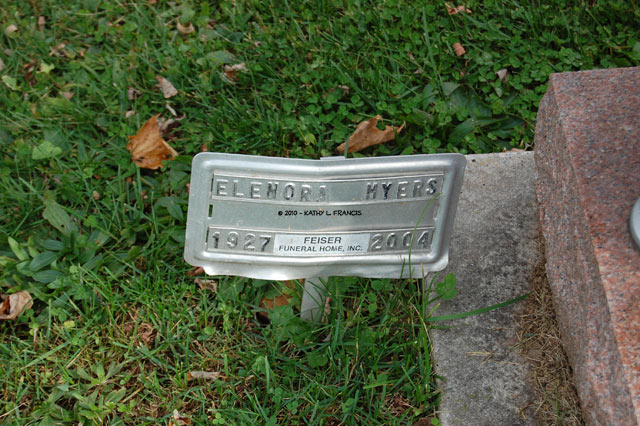 ELENORA MYERS
© 2010 - KATHY L. FRANCIS
1927 FEISER FUNERAL HOME, INC. 2004